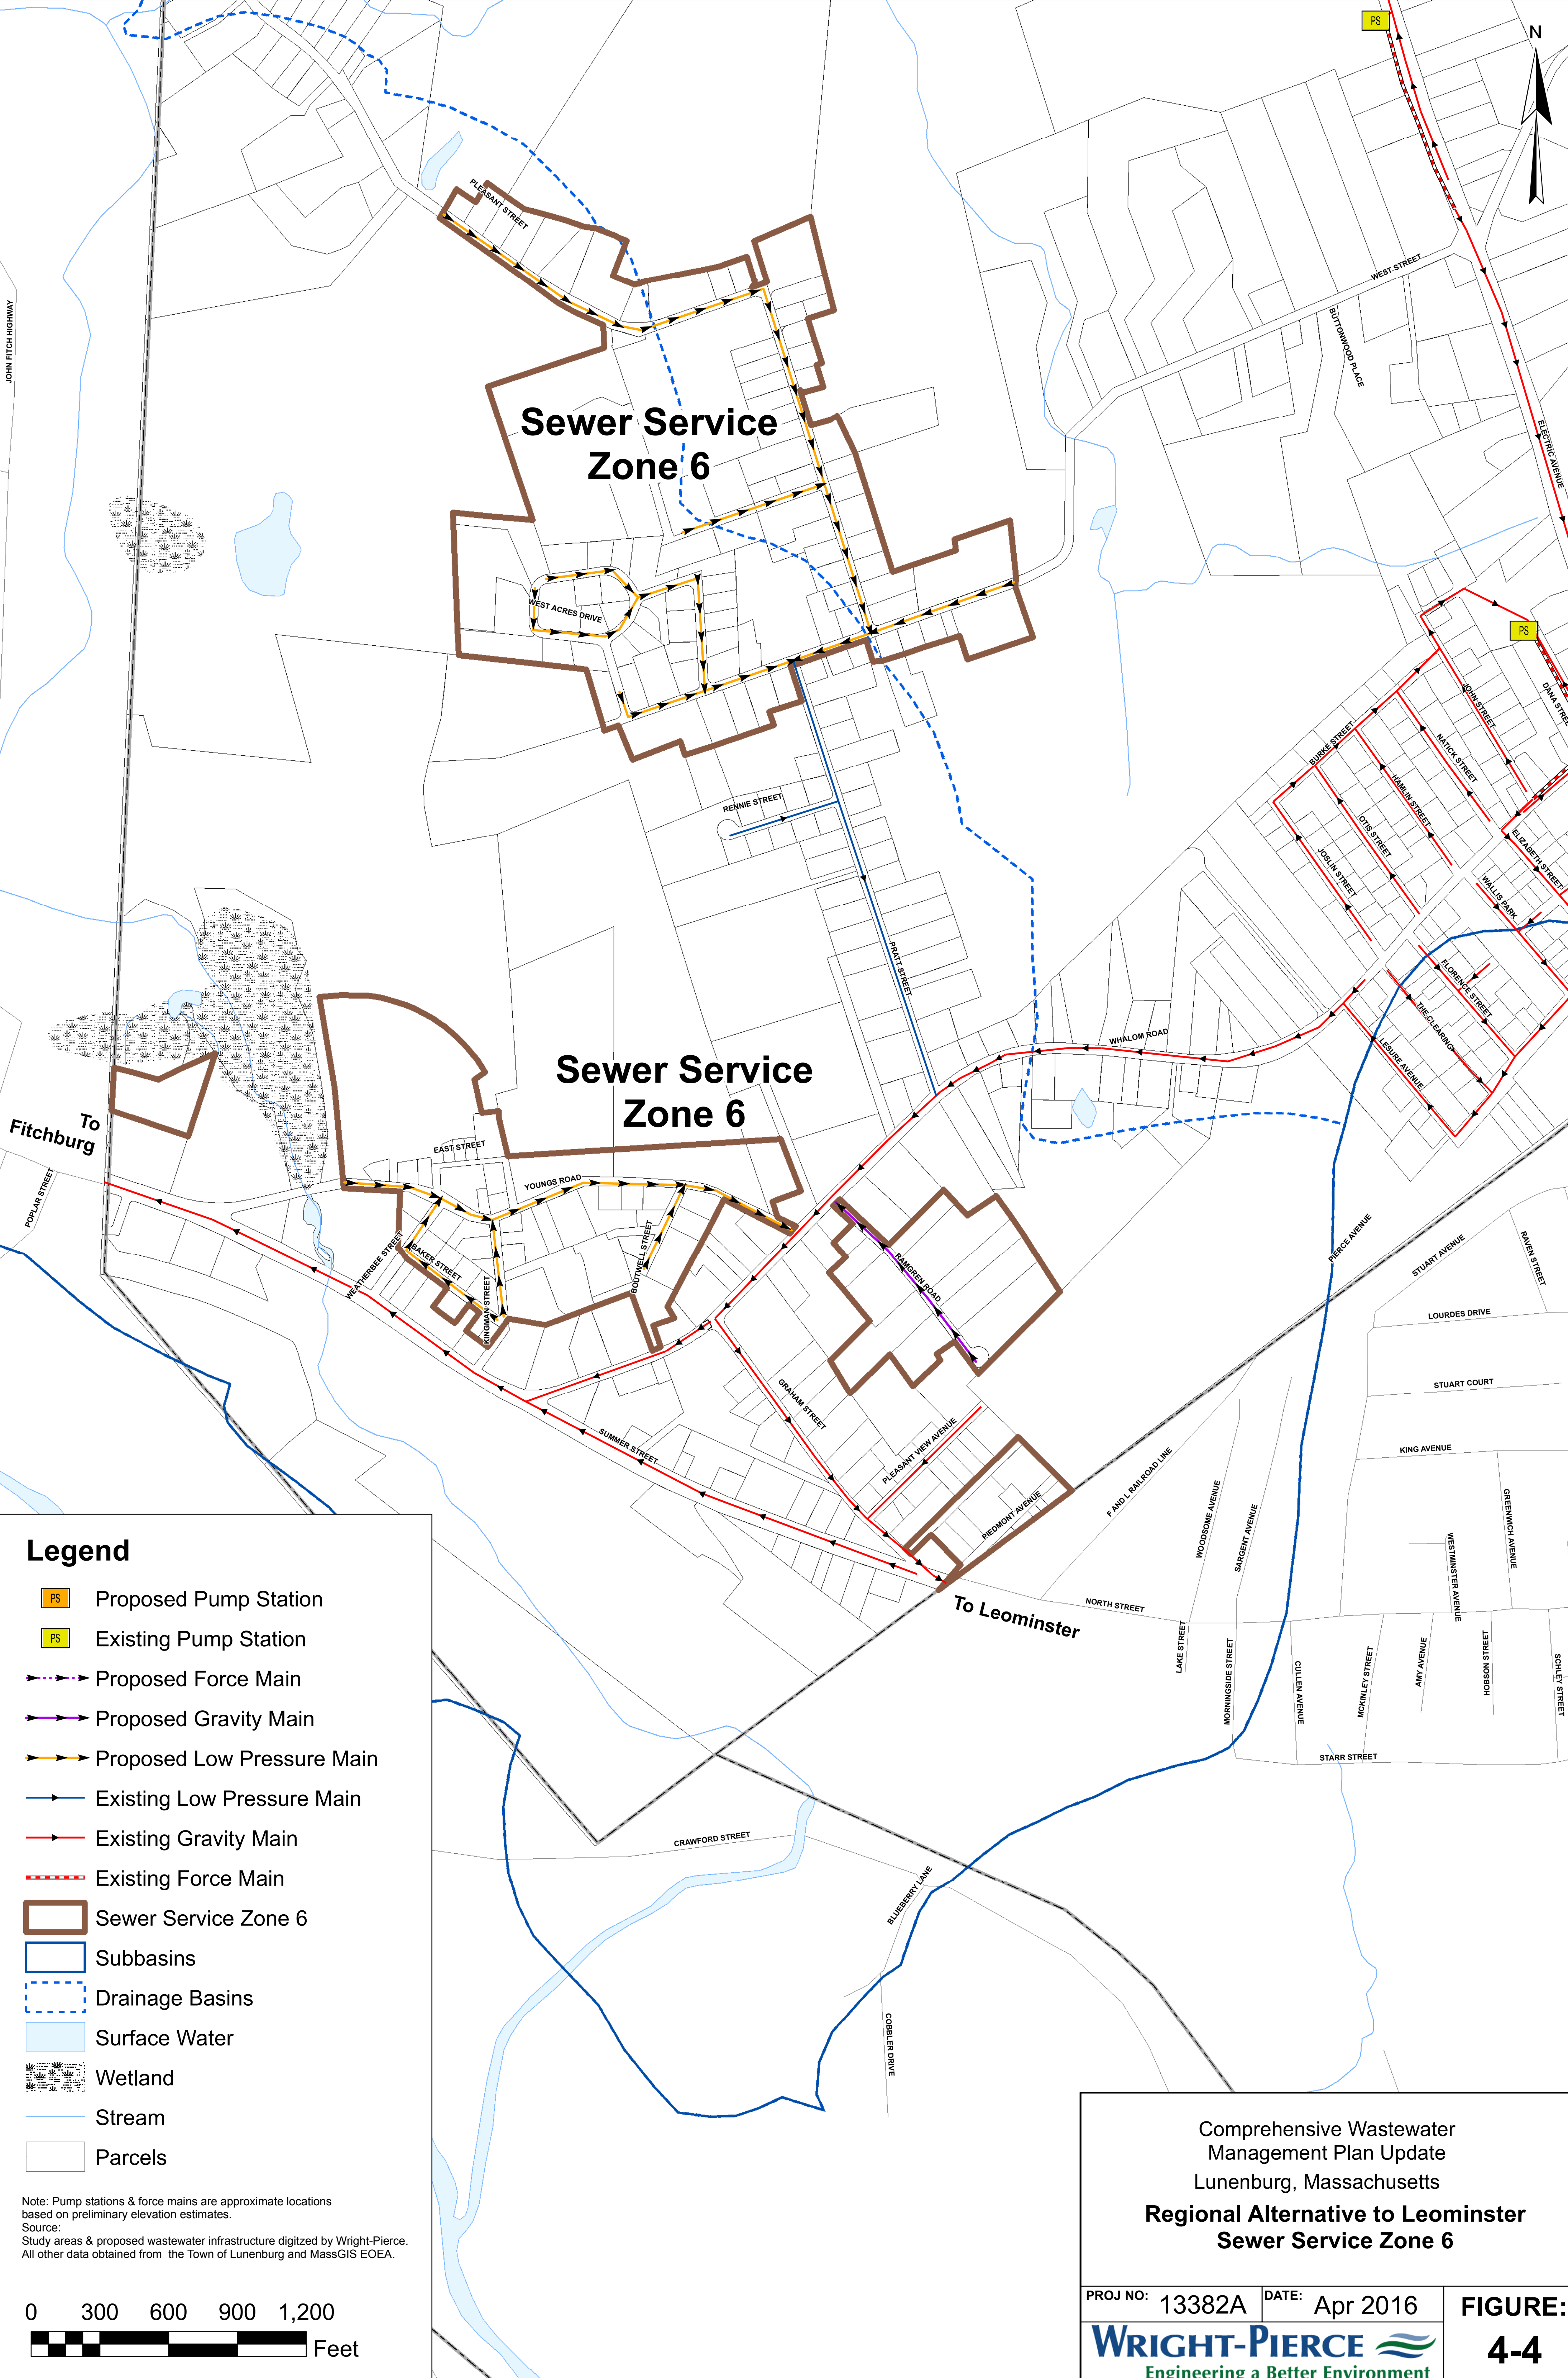 PS
N
PLEASANT STREET
JOHN FITCH HIGHWAY
WEST STREET
BUTTONWOOD PLACE
ELECTRIC AVENUE
Sewer Service
Zone 6
WEST ACRES DRIVE
PS
JOHN STREET
BURKE STREET
NATICK STREET
HAMLIN STREET
OTIS STREET
JOSLIN STREET
ELIZABETH STREET
WALLIS PARK
RENNIE STREET
PRATT STREET
FLORENCE STREET
THE CLEARING
LESURE AVENUE
WHALOM ROAD
Sewer Service
Zone 6
To
Fitchburg
POPLAR STREET
EAST STREET
YOUNGS ROAD
WEATHERBEE STREET
BAKER STREET
KINGMAN STREET
BOUTWELL STREET
RAMGREN ROAD
PIERCE AVENUE
STUART AVENUE
RAVEN STREET
LOURDES DRIVE
STUART COURT
KING AVENUE
GRAHAM STREET
SUMMER STREET
PLEASANT VIEW AVENUE
PIEDMONT AVENUE
F AND L RAILROAD LINE
WOODSOME AVENUE
SARGENT AVENUE
WESTMINSTER AVENUE
GREENWICH AVENUE
To Leominster
NORTH STREET
LAKE STREET
MORNINGSIDE STREET
CULLEN AVENUE
MCKINLEY STREET
AMY AVENUE
HOBSON STREET
SCHLEY STREET
STARR STREET
CRAWFORD STREET
BLUEBERRY LANE
COBBLER DRIVE
Legend
PS Proposed Pump Station
PS Existing Pump Station
Proposed Force Main
Proposed Gravity Main
Proposed Low Pressure Main
Existing Low Pressure Main
Existing Gravity Main
Existing Force Main
Sewer Service Zone 6
Subbasins
Drainage Basins
Surface Water
Wetland
Stream
Parcels
Note: Pump stations & force mains are approximate locations
based on preliminary elevation estimates.
Source:
Study areas & proposed wastewater infrastructure digitzed by Wright-Pierce.
All other data obtained from the Town of Lunenburg and MassGIS EOEA.
0 300 600 900 1,200
Feet
Comprehensive Wastewater
Management Plan Update
Lunenburg, Massachusetts
Regional Alternative to Leominster
Sewer Service Zone 6
PROJ NO: 13382A DATE: Apr 2016
FIGURE:
4-4
WRIGHT-PIERCE
Engineering a Better Environment